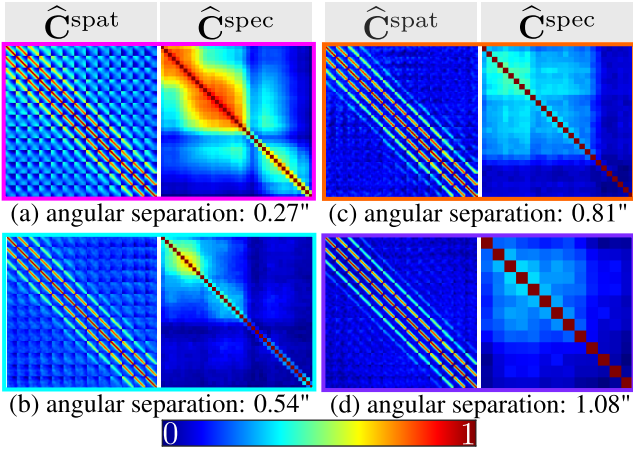 Ĉspat Ĉspec Ĉspat Ĉspec
(a) angular separation: 0.27" (c) angular separation: 0.81"
(b) angular separation: 0.54" (d) angular separation: 1.08"
0 1